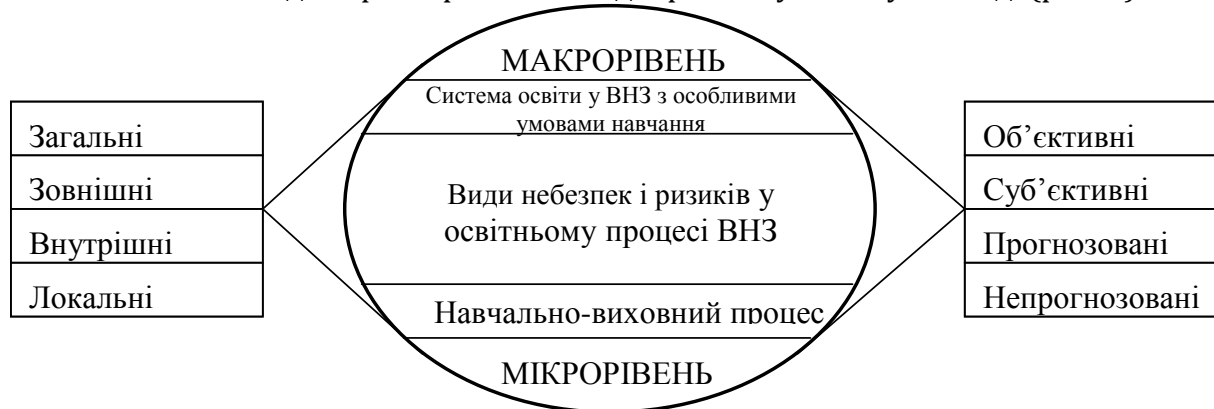 МАКРОРІВЕНЬ
Система освіти у ВНЗ з особливими
умовами навчання
Загальні
Зовнішні
Внутрішні
Локальні
Види небезпек і ризиків у
освітньому процесі ВНЗ
Об’єктивні
Суб’єктивні
Прогнозовані
Непрогнозовані
Навчально-виховний процес
МІКРОРІВЕНЬ